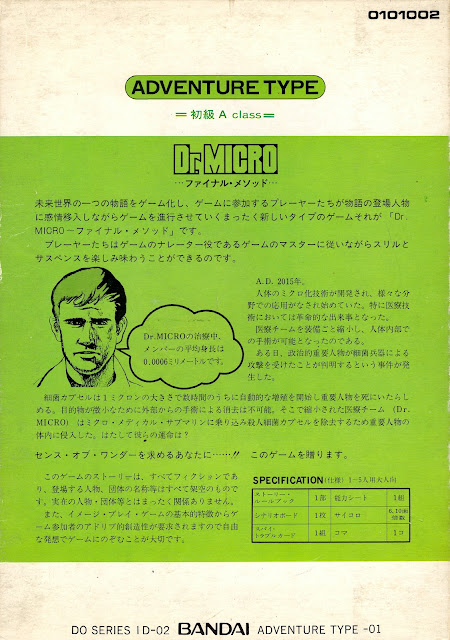 0101002
ADVENTURE TYPE
=初級 A class=
Dr.MICRO
…ファイナル・メソッド…
未来世界の一つの物語をゲーム化し、ゲームに参加するプレーヤーたちが物語の登場人物
に感情移入しながらゲームを進行させていくまったく新しいタイプのゲームそれが「Dr.
MICRO−ファイナル・メソッド」です。
プレーヤーたちはゲームのナレーター役であるゲームのマスターに従いながらスリルと
サスペンスを楽しみ味わうことができるのです。
A.D. 2015年。
人体のミクロ化技術が開発され、様々な分
野での応用がなされ始めていた。特に医療技
術においては革命的な出来事となった。
医療チームを装備ごと縮小し、人体内部で
の手術が可能となったのである。
ある日、政治的重要人物が細菌兵器による
攻撃を受けたことが判明するという事件が発
生した。
Dr.MICROの治療中、
メンバーの平均身長は
0.0006ミリメートルです。
細菌カプセルは1ミクロンの大きさで数時間のうちに自動的な増殖を開始し重要人物を死にいたらし
める。目的物が微小なために外部からの手術による除去は不可能。そこで縮小された医療チーム（Dr.
MICRO）はミクロ・メディカル・サブマリンに乗り込み殺人細菌カプセルを除去するため重要人物の
体内に侵入した。はたして彼らの運命は？
センス・オブ・ワンダーを求めるあなたに……!! このゲームを贈ります。
このゲームのストーリーは、すべてフィクションであ
り、登場する人物、団体の名称等はすべて架空のもので
す。実在の人物・団体等とはまったく関係ありません。
また、イメージ・プレイ・ゲームの基本的特徴からゲ
ーム参加者のアドリブ的創造性が要求されますので自由
な発想でゲームにのぞむことが大切です。
SPECIFICATION(仕様) 1〜5人用大人向
ストーリー・ルールブック 1部 能力シート 1組
シナリオボード 1枚 サイコロ 6,10面 個数
スパイ・トラブルカード 1組 コマ 1コ
DO SERIES ID-02 BANDAI ADVENTURE TYPE -01